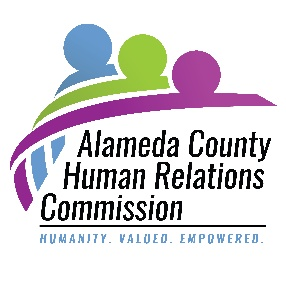 Alameda County
Human Relations
Commission
HUMANITY. VALUED. EMPOWERED.